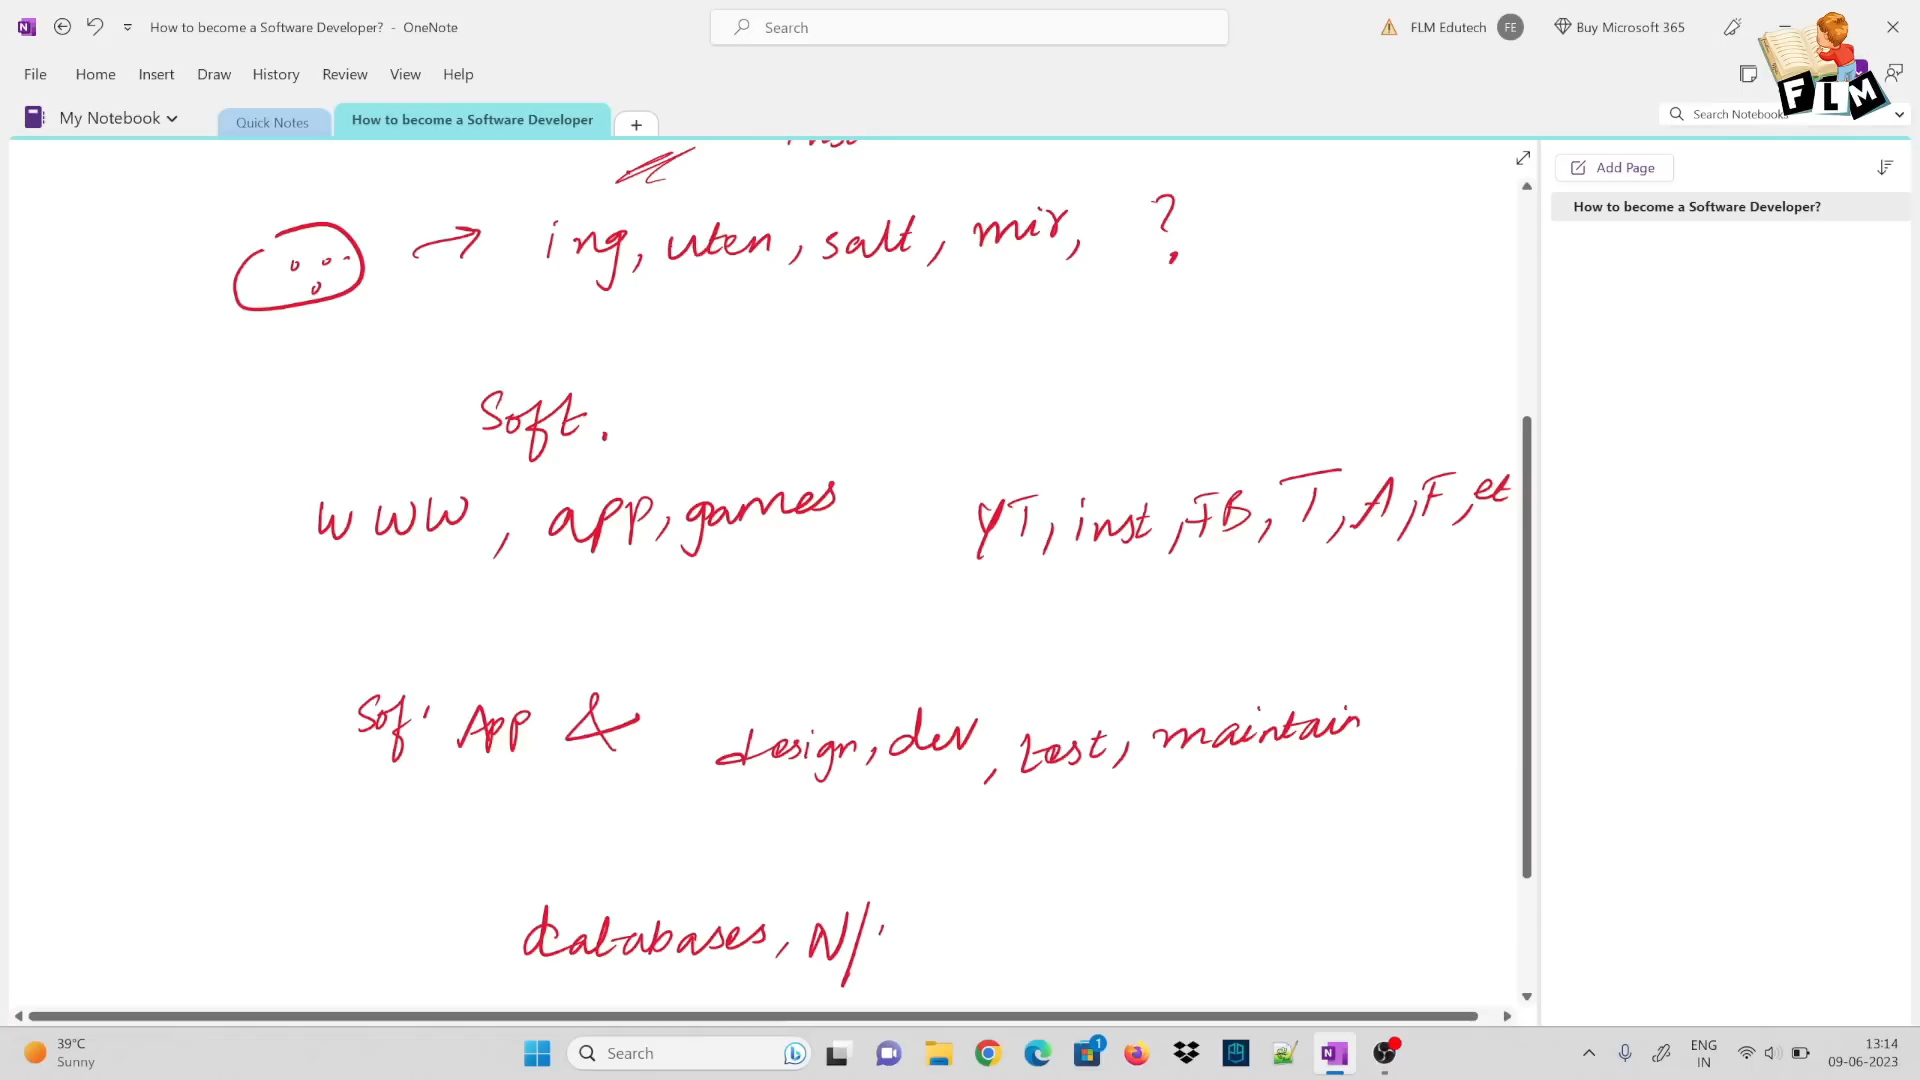 How to become a Software Developer? - OneNote
Search
FLM Edutech FE
Buy Microsoft 365
File Home Insert Draw History Review View Help
FLM
My Notebook
Quick Notes
How to become a Software Developer
+
Search Notebooks
Add Page
How to become a Software Developer?
ing, uten, salt, mir, ?
Soft.
WWW, app, games YT, inst, FB, T, A, F, et
Sof. App & design, dev, test, maintain
databases, N/
39°C
Sunny
Search
1
ENG
IN
13:14
09-06-2023